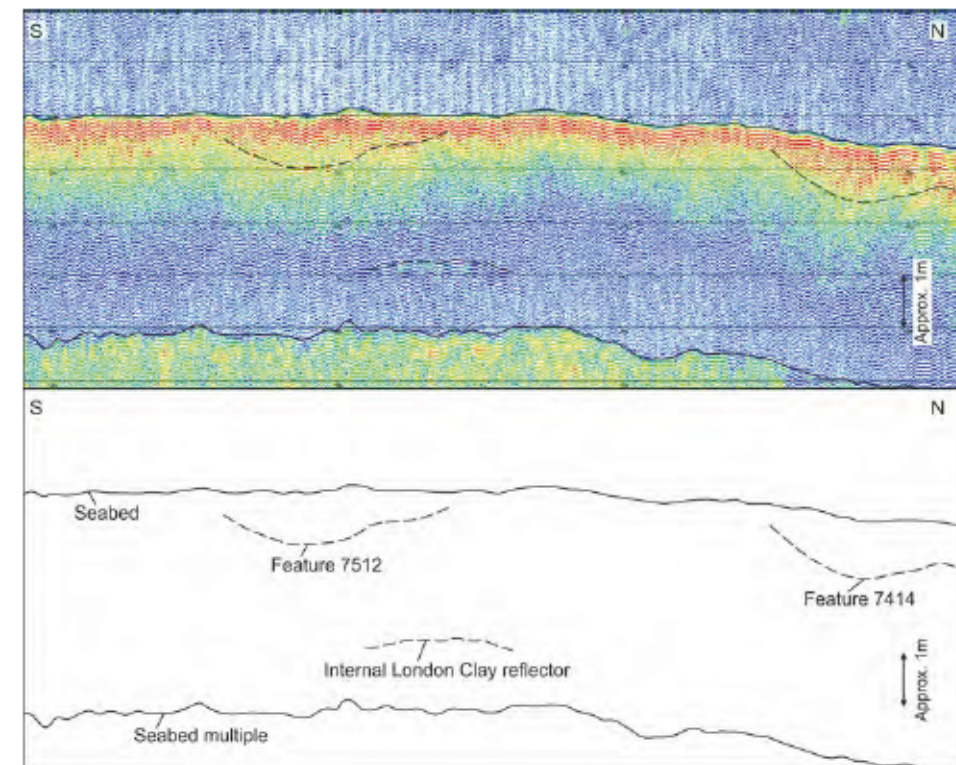 S
N
Approx. 1m
S
N
Seabed
Feature 7512
Feature 7414
Internal London Clay reflector
Approx. 1m
Seabed multiple